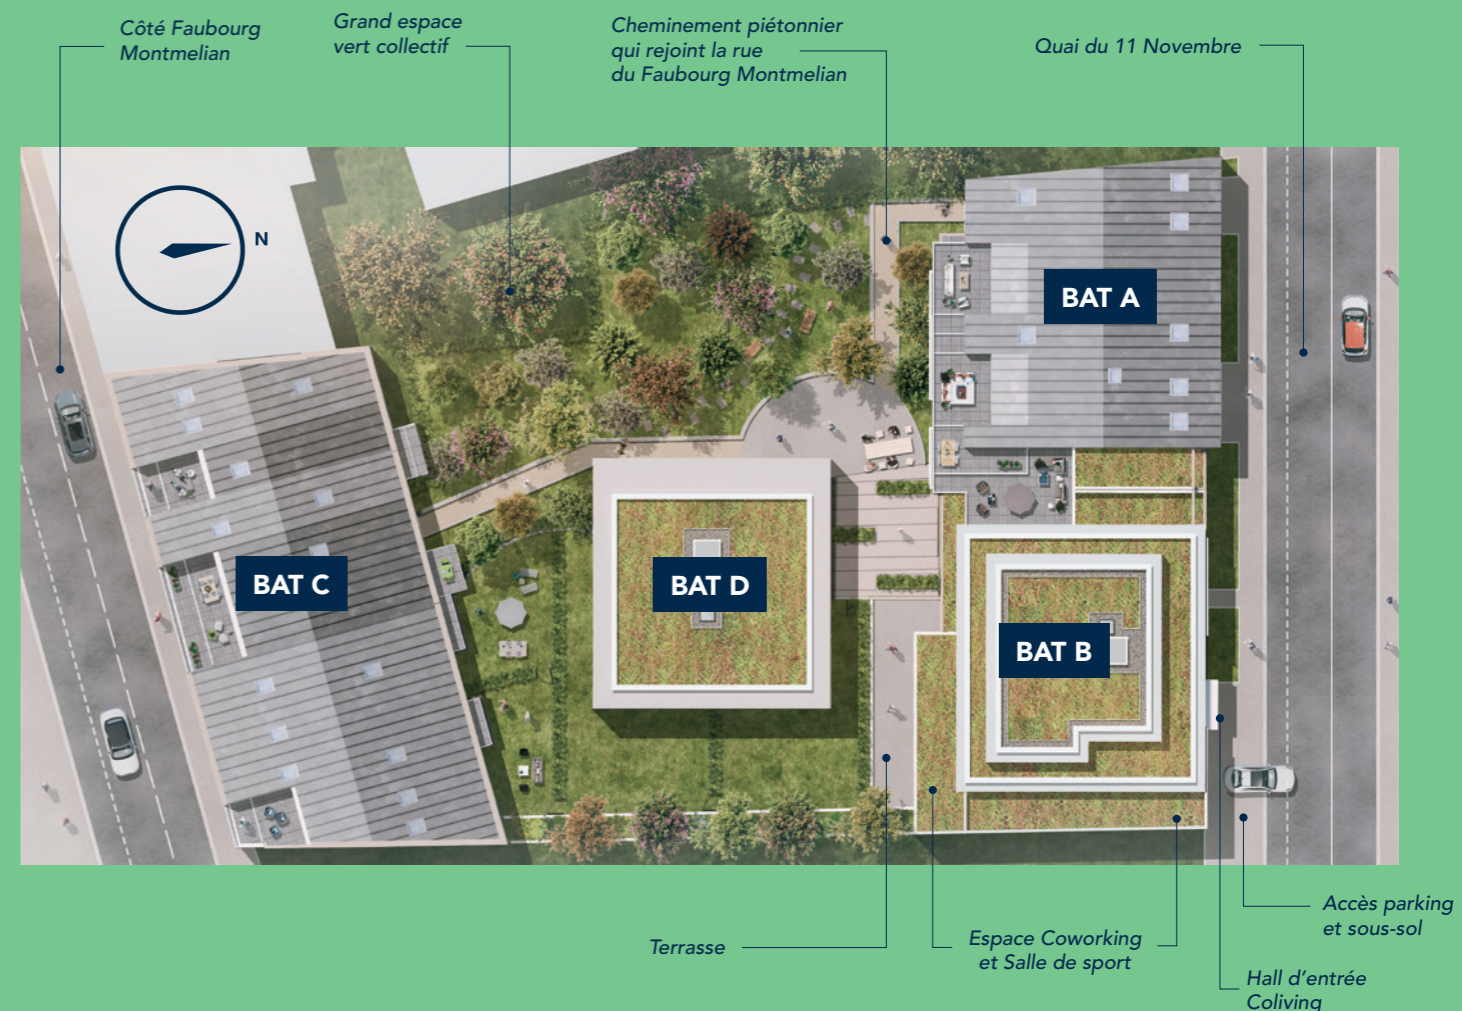 Côté Faubourg
Montmelian
Grand espace
vert collectif
Cheminement piétonnier
qui rejoint la rue
du Faubourg Montmelian
Quai du 11 Novembre
N
BAT A
BAT C
BAT D
BAT B
Terrasse
Espace Coworking
et Salle de sport
Accès parking
et sous-sol
Hall d'entrée
Coliving